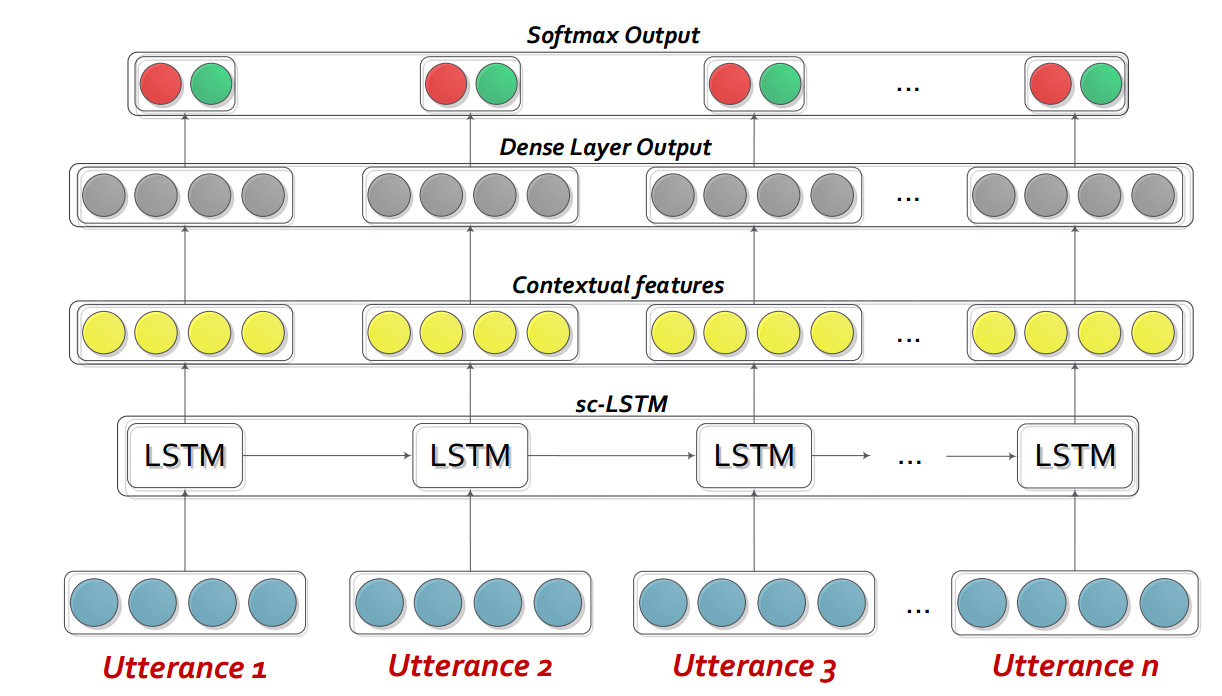 Softmax Output
...
Dense Layer Output
...
Contextual features
...
sc-LSTM
LSTM LSTM LSTM ... LSTM
...
Utterance 1 Utterance 2 Utterance 3 Utterance n